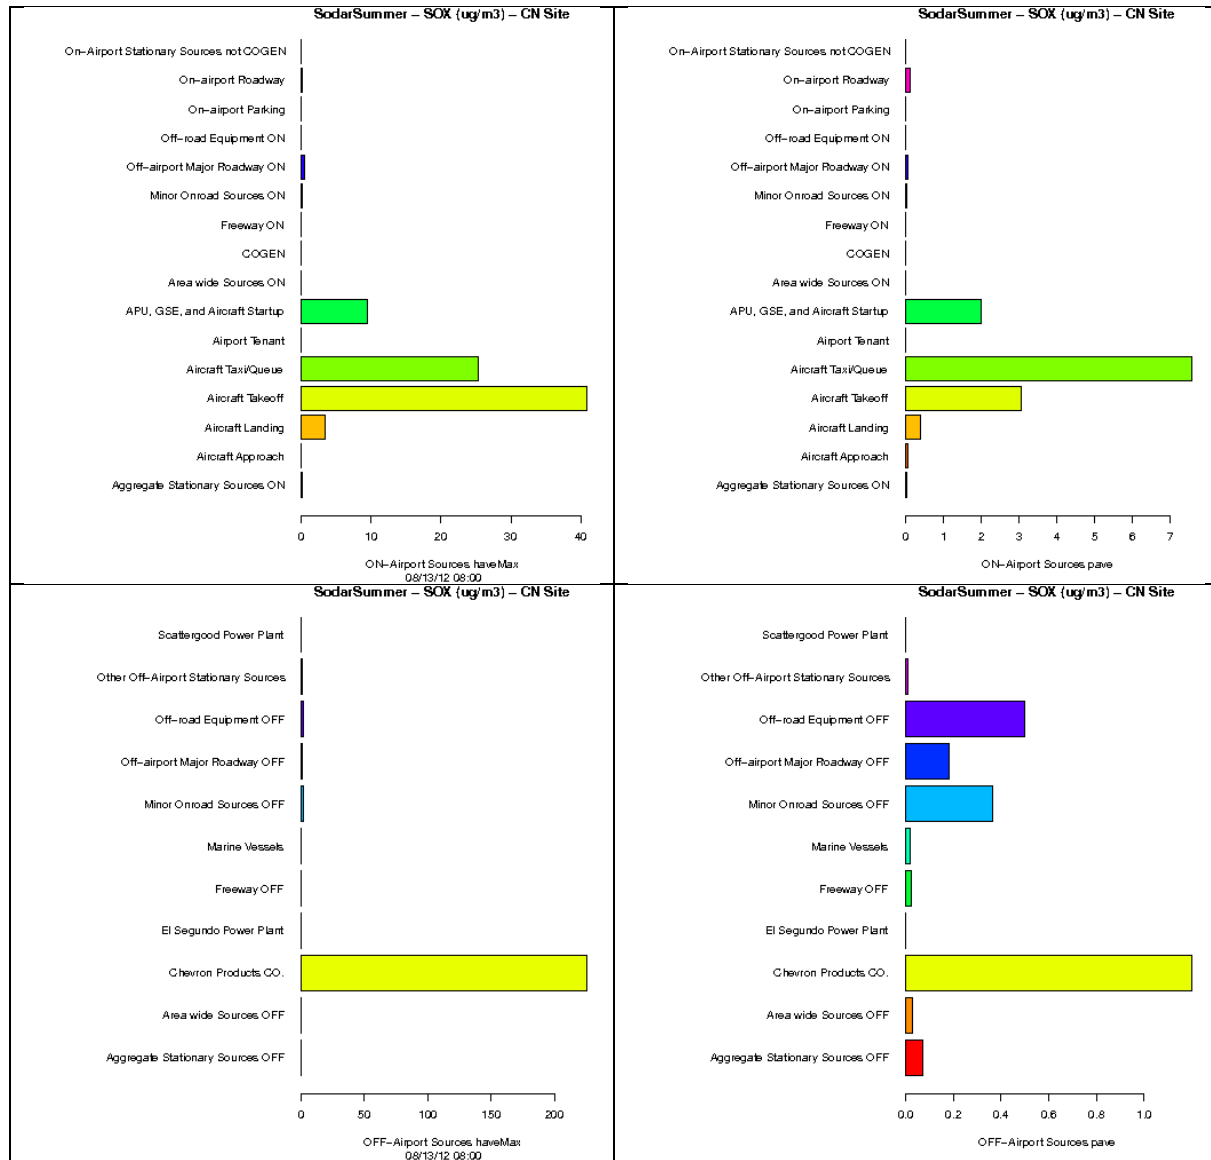 SodarSummer – SOX (ug/m3) – CN Site
On–Airport Stationary Sources not COGEN
On–airport Roadway
On–airport Parking
Off–road Equipment ON
Off–airport Major Roadway ON
Minor Onroad Sources ON
Freeway ON
COGEN
Area wide Sources ON
APU, GSE, and Aircraft Startup
Airport Tenant
Aircraft Taxi/Queue
Aircraft Takeoff
Aircraft Landing
Aircraft Approach
Aggregate Stationary Sources ON
0 10 20 30 40
ON–Airport Sources haveMax
08/13/12 08:00
SodarSummer – SOX (ug/m3) – CN Site
On–Airport Stationary Sources not COGEN
On–airport Roadway
On–airport Parking
Off–road Equipment ON
Off–airport Major Roadway ON
Minor Onroad Sources ON
Freeway ON
COGEN
Area wide Sources ON
APU, GSE, and Aircraft Startup
Airport Tenant
Aircraft Taxi/Queue
Aircraft Takeoff
Aircraft Landing
Aircraft Approach
Aggregate Stationary Sources ON
0 1 2 3 4 5 6 7
ON–Airport Sources pave
SodarSummer – SOX (ug/m3) – CN Site
Scattergood Power Plant
Other Off–Airport Stationary Sources
Off–road Equipment OFF
Off–airport Major Roadway OFF
Minor Onroad Sources OFF
Marine Vessels
Freeway OFF
El Segundo Power Plant
Chevron Products CO.
Area wide Sources OFF
Aggregate Stationary Sources OFF
0 50 100 150 200
OFF–Airport Sources haveMax
08/13/12 08:00
SodarSummer – SOX (ug/m3) – CN Site
Scattergood Power Plant
Other Off–Airport Stationary Sources
Off–road Equipment OFF
Off–airport Major Roadway OFF
Minor Onroad Sources OFF
Marine Vessels
Freeway OFF
El Segundo Power Plant
Chevron Products CO.
Area wide Sources OFF
Aggregate Stationary Sources OFF
0.0 0.2 0.4 0.6 0.8 1.0
OFF–Airport Sources pave